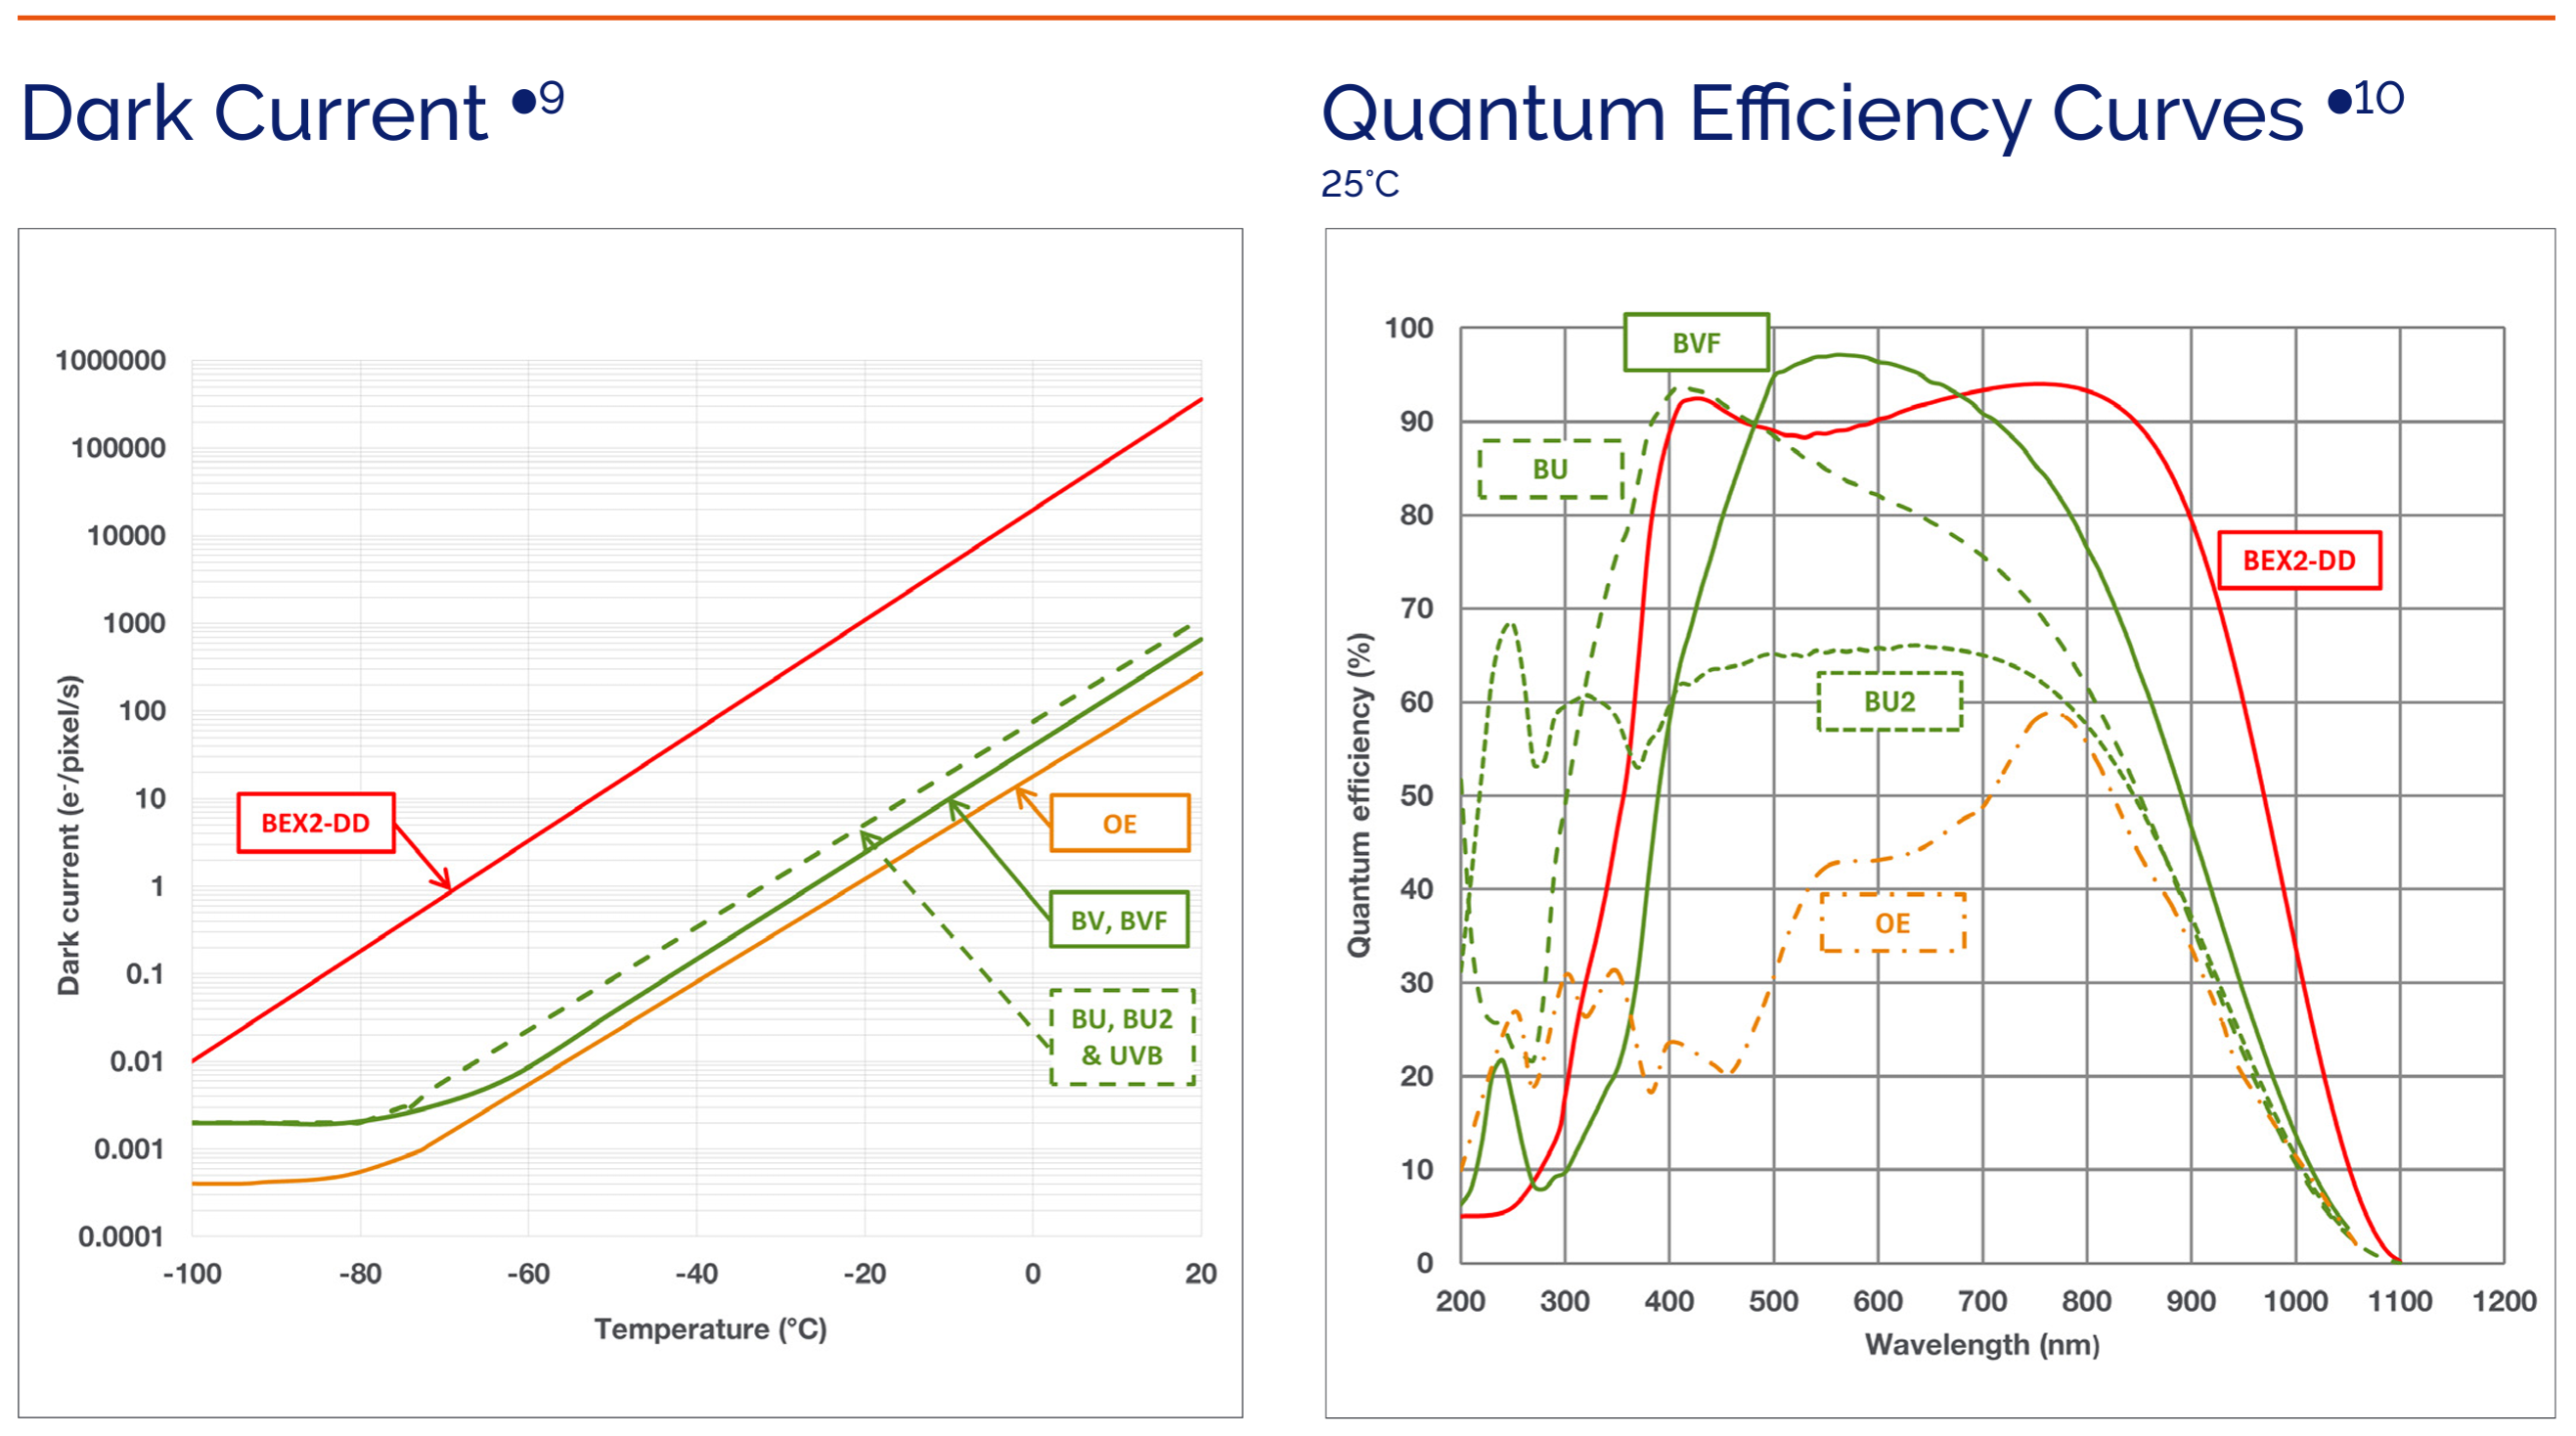 Dark Current •9
Quantum Efficiency Curves •10
25°C
1000000
100000
10000
1000
100
10
1
0.1
0.01
0.001
0.0001
Dark current (e-/pixel/s)
BEX2-DD
OE
BV, BVF
BU, BU2
& UVB
-100 -80 -60 -40 -20 0 20
Temperature (°C)
100
90
80
70
60
50
40
30
20
10
0
Quantum efficiency (%)
BVF
BU
BEX2-DD
BU2
OE
200 300 400 500 600 700 800 900 1000 1100 1200
Wavelength (nm)